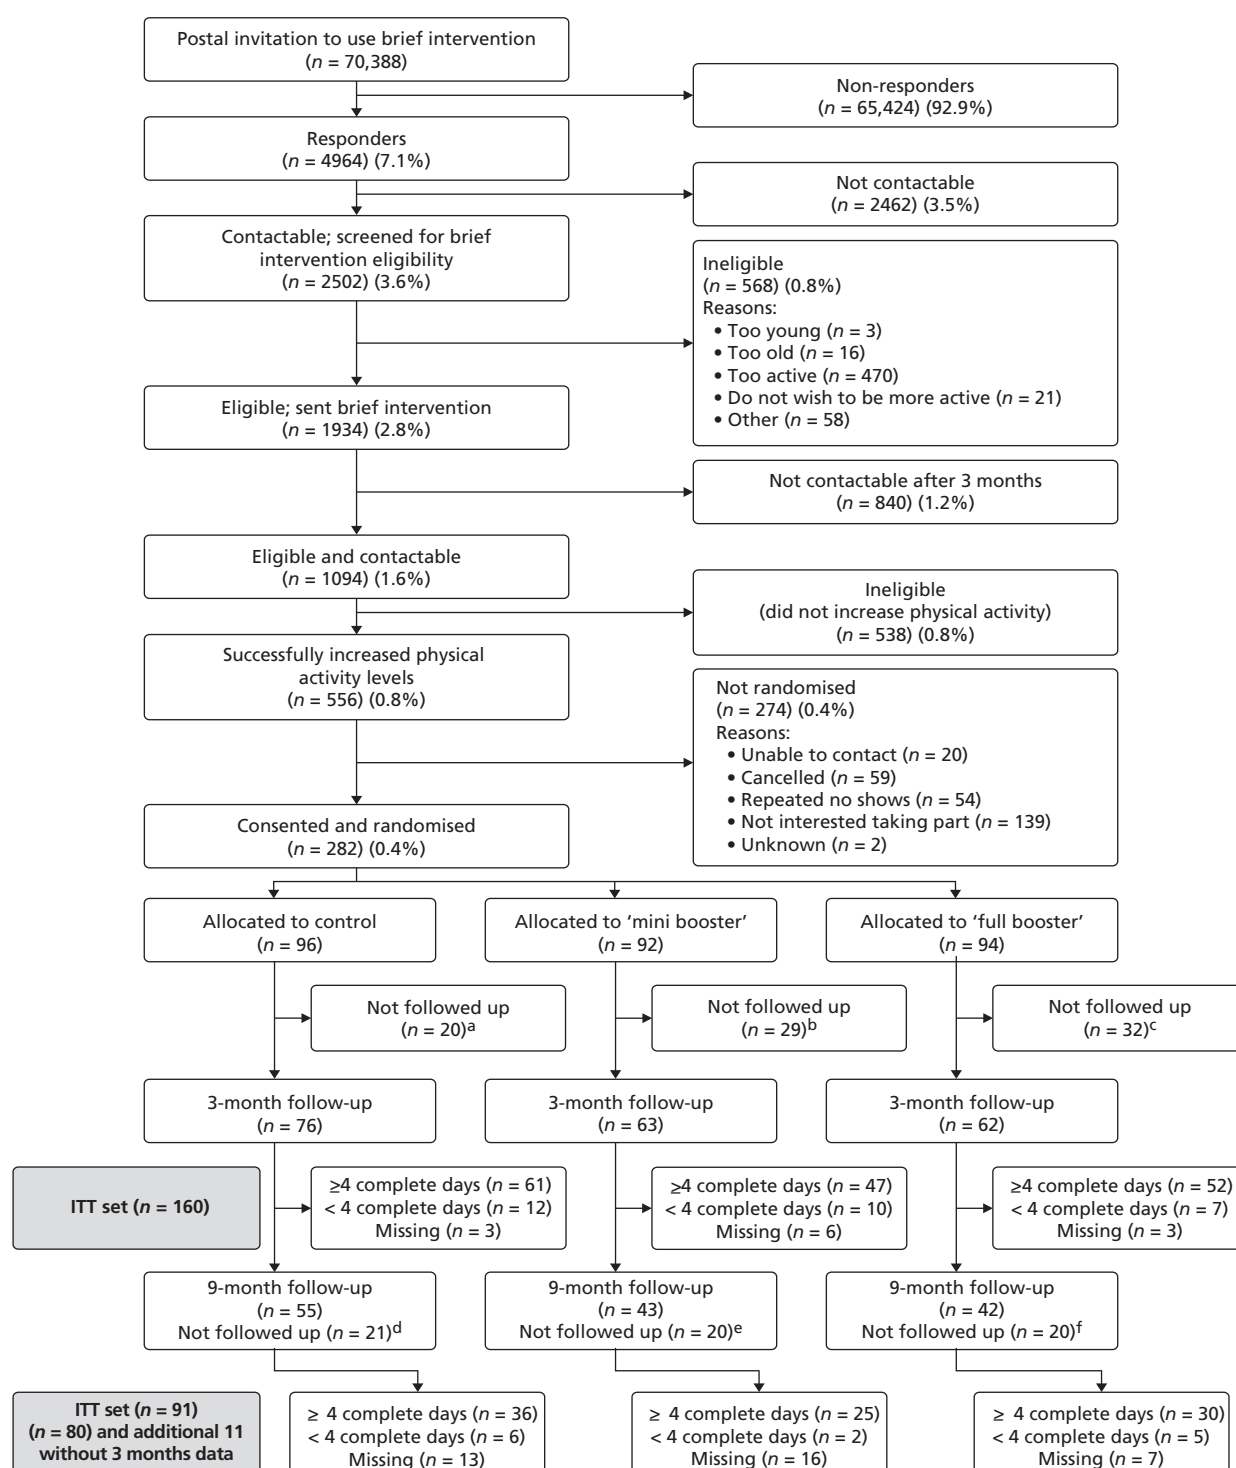 Postal invitation to use brief intervention
(n = 70,388)
Non-responders
(n = 65,424) (92.9%)
Responders
(n = 4964) (7.1%)
Not contactable
(n = 2462) (3.5%)
Contactable; screened for brief
intervention eligibility
(n = 2502) (3.6%)
Ineligible
(n = 568) (0.8%)
Reasons:
• Too young (n = 3)
• Too old (n = 16)
• Too active (n = 470)
• Do not wish to be more active (n = 21)
• Other (n = 58)
Eligible; sent brief intervention
(n = 1934) (2.8%)
Not contactable after 3 months
(n = 840) (1.2%)
Eligible and contactable
(n = 1094) (1.6%)
Ineligible
(did not increase physical activity)
(n = 538) (0.8%)
Successfully increased physical
activity levels
(n = 556) (0.8%)
Not randomised
(n = 274) (0.4%)
Reasons:
• Unable to contact (n = 20)
• Cancelled (n = 59)
• Repeated no shows (n = 54)
• Not interested taking part (n = 139)
• Unknown (n = 2)
Consented and randomised
(n = 282) (0.4%)
Allocated to control
(n = 96)
Allocated to ‘mini booster’
(n = 92)
Allocated to ‘full booster’
(n = 94)
Not followed up
(n = 20)a
Not followed up
(n = 29)b
Not followed up
(n = 32)c
3-month follow-up
(n = 76)
3-month follow-up
(n = 63)
3-month follow-up
(n = 62)
ITT set (n = 160)
≥4 complete days (n = 61)
< 4 complete days (n = 12)
Missing (n = 3)
≥4 complete days (n = 47)
< 4 complete days (n = 10)
Missing (n = 6)
≥4 complete days (n = 52)
< 4 complete days (n = 7)
Missing (n = 3)
9-month follow-up
(n = 55)
Not followed up (n = 21)d
9-month follow-up
(n = 43)
Not followed up (n = 20)e
9-month follow-up
(n = 42)
Not followed up (n = 20)f
ITT set (n = 91)
(n = 80) and additional 11
without 3 months data
≥ 4 complete days (n = 36)
< 4 complete days (n = 6)
Missing (n = 13)
≥ 4 complete days (n = 25)
< 4 complete days (n = 2)
Missing (n = 16)
≥ 4 complete days (n = 30)
< 4 complete days (n = 5)
Missing (n = 7)